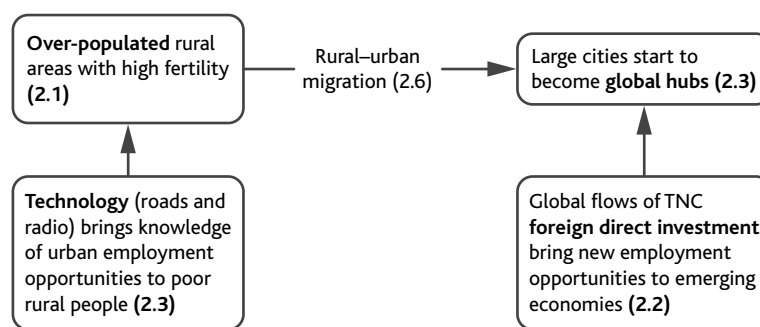 Over-populated rural
areas with high fertility
(2.1)
Rural–urban
migration (2.6)
Large cities start to
become global hubs (2.3)
Technology (roads and
radio) brings knowledge
of urban employment
opportunities to poor
rural people (2.3)
Global flows of TNC
foreign direct investment
bring new employment
opportunities to emerging
economies (2.2)